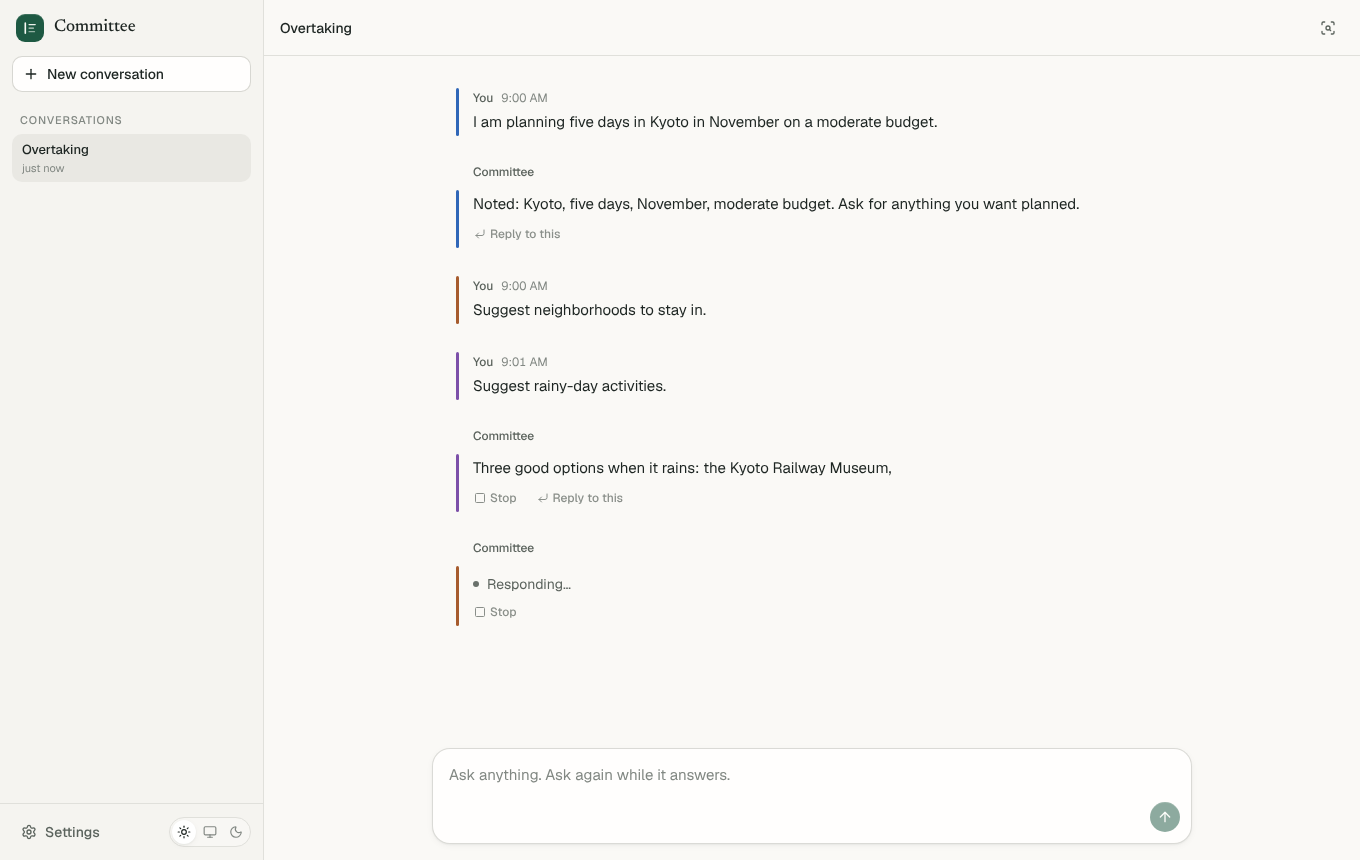 Committee
New conversation
CONVERSATIONS
Overtaking
just now
Settings
Overtaking
You 9:00 AM
I am planning five days in Kyoto in November on a moderate budget.
Committee
Noted: Kyoto, five days, November, moderate budget. Ask for anything you want planned.
Reply to this
You 9:00 AM
Suggest neighborhoods to stay in.
You 9:01 AM
Suggest rainy-day activities.
Committee
Three good options when it rains: the Kyoto Railway Museum,
Stop Reply to this
Committee
Responding...
Stop
Ask anything. Ask again while it answers.